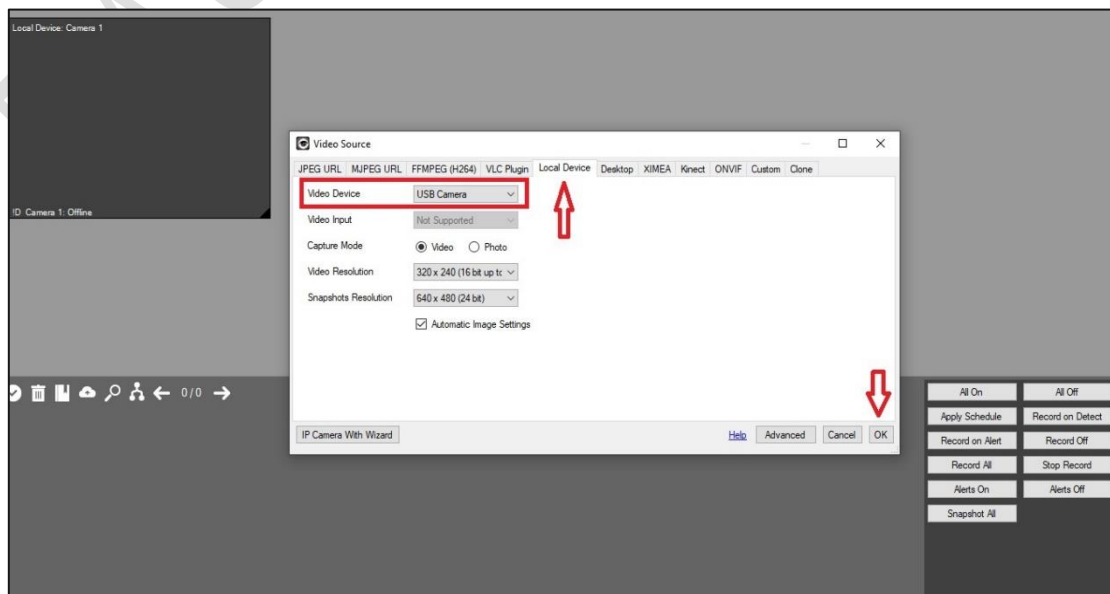 Local Device: Camera 1
!D Camera 1: Offline
Video Source
JPEG URL MJPEG URL FFMPEG (H264) VLC Plugin Local Device Desktop XIMEA Kinect ONVIF Custom Clone
Video Device USB Camera
Video Input Not Supported
Capture Mode Video Photo
Video Resolution 320 x 240 (16 bit up tc
Snapshots Resolution 640 x 480 (24 bit)
Automatic Image Settings
IP Camera With Wizard Help Advanced Cancel OK
0/0
All On All Off
Apply Schedule Record on Detect
Record on Alert Record Off
Record All Stop Record
Alerts On Alerts Off
Snapshot All